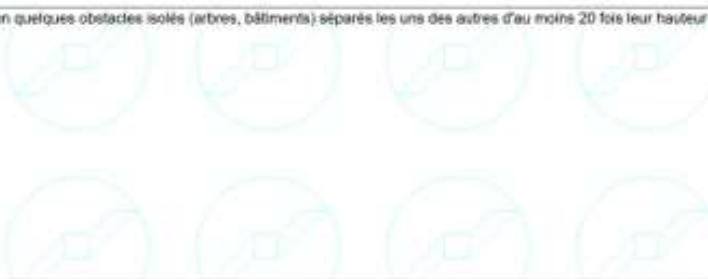 n quelques obstacles isolés (arbres, bâtiments) séparés les uns des autres d'au moins 20 fois leur hauteur